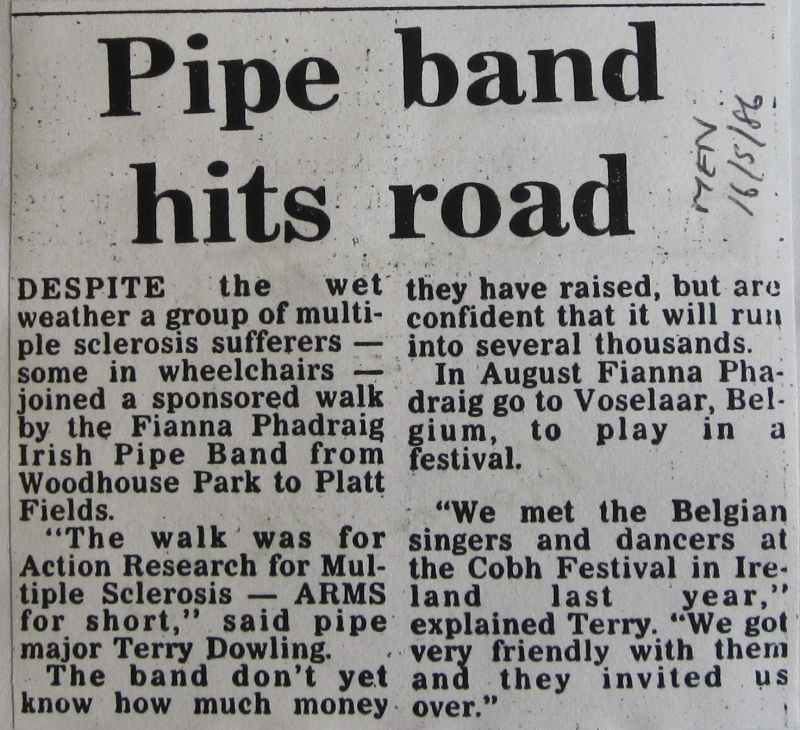 Pipe band
hits road
MEN
16/5/86
DESPITE the wet
weather a group of multi-
ple sclerosis sufferers —
some in wheelchairs —
joined a sponsored walk
by the Fianna Phadraig
Irish Pipe Band from
Woodhouse Park to Platt
Fields.
"The walk was for
Action Research for Mul-
tiple Sclerosis — ARMS
for short," said pipe
major Terry Dowling.
The band don't yet
know how much money
they have raised, but are
confident that it will run
into several thousands.
In August Fianna Pha-
draig go to Voselaar, Bel-
gium, to play in a
festival.
"We met the Belgian
singers and dancers at
the Cobh Festival in Ire-
land last year,"
explained Terry. "We got
very friendly with them
and they invited us
over."